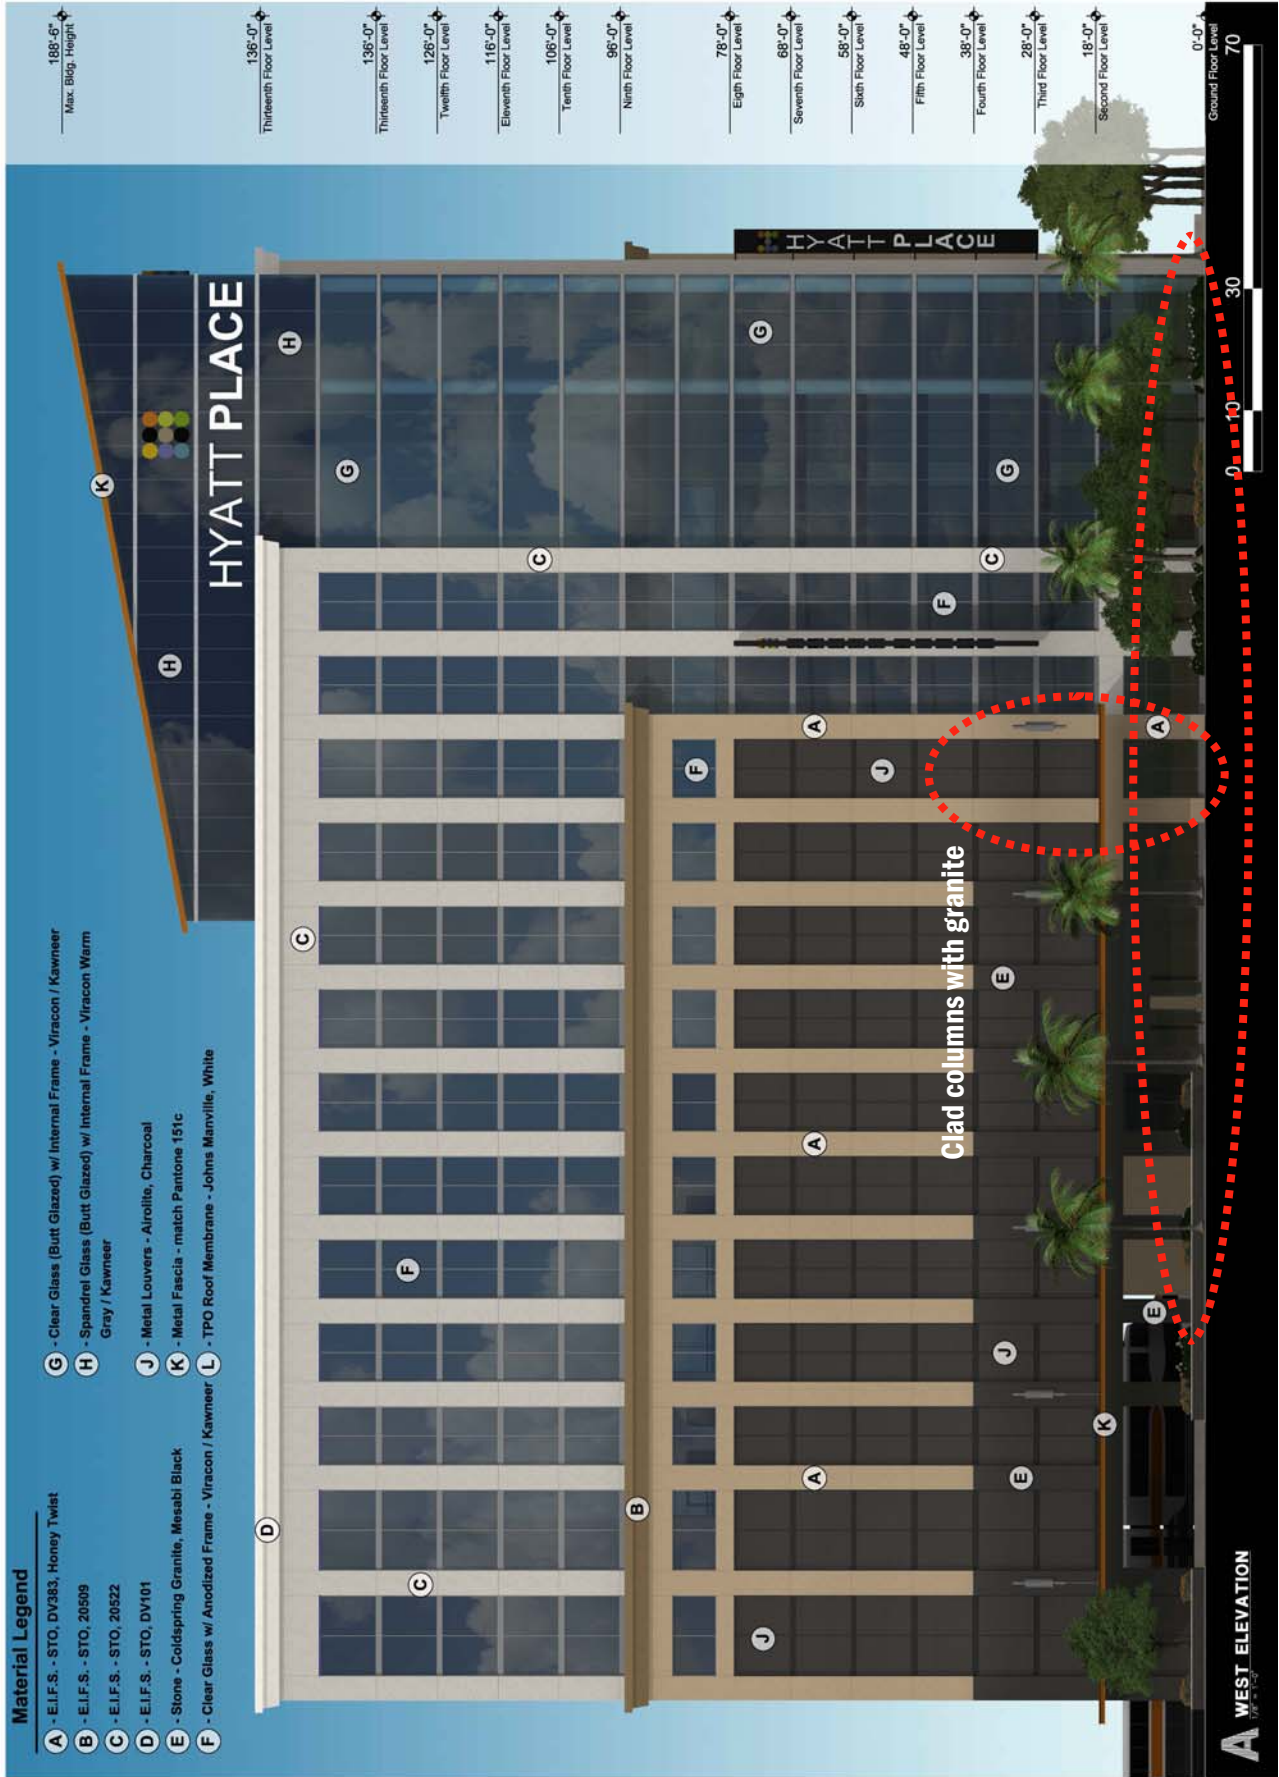 Material Legend
A - E.I.F.S. - STO, DV383, Honey Twist
B - E.I.F.S. - STO, 20509
C - E.I.F.S. - STO, 20522
D - E.I.F.S. - STO, DV101
E - Stone - Coldspring Granite, Mesabi Black
F - Clear Glass w/ Anodized Frame - Viracon / Kawneer
G - Clear Glass (Butt Glazed) w/ Internal Frame - Viracon / Kawneer
H - Spandrel Glass (Butt Glazed) w/ Internal Frame - Viracon Warm
Gray / Kawneer
J - Metal Louvers - Airolite, Charcoal
K - Metal Fascia - match Pantone 151c
L - TPO Roof Membrane - Johns Manville, White
188'-6"
Max. Bldg. Height
136'-0"
Thirteenth Floor Level
136'-0"
Thirteenth Floor Level
126'-0"
Twelfth Floor Level
116'-0"
Eleventh Floor Level
106'-0"
Tenth Floor Level
96'-0"
Ninth Floor Level
78'-0"
Eigth Floor Level
68'-0"
Seventh Floor Level
58'-0"
Sixth Floor Level
48'-0"
Fifth Floor Level
38'-0"
Fourth Floor Level
28'-0"
Third Floor Level
18'-0"
Second Floor Level
0'-0"
Ground Floor Level
K
H
HYATT PLACE
H
D
C
G
F
C
C
B
F
G
HYATT PLACE
A
A
A
J
J
F
C
Clad columns with granite
E
J
E
G
K
E
A
A WEST ELEVATION
1/8" = 1'-0"
0 10 30 70